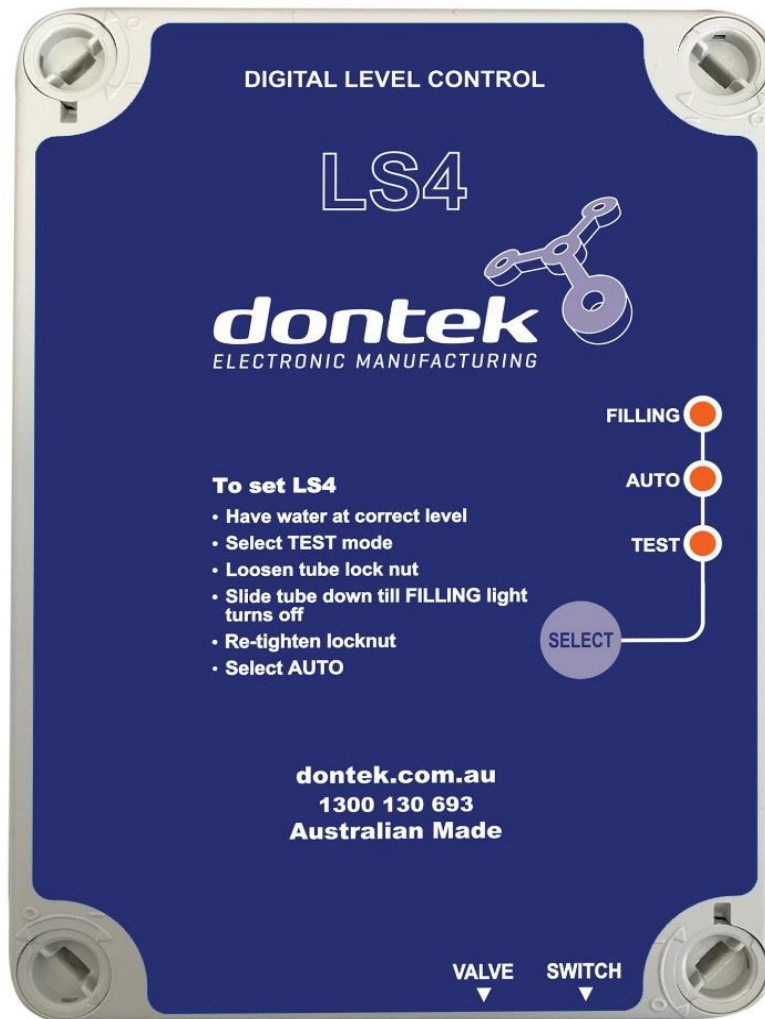 DIGITAL LEVEL CONTROL
LS4
dontek
ELECTRONIC MANUFACTURING
FILLING
AUTO
TEST
To set LS4
• Have water at correct level
• Select TEST mode
• Loosen tube lock nut
• Slide tube down till FILLING light
turns off
• Re-tighten locknut
• Select AUTO
SELECT
dontek.com.au
1300 130 693
Australian Made
VALVE SWITCH